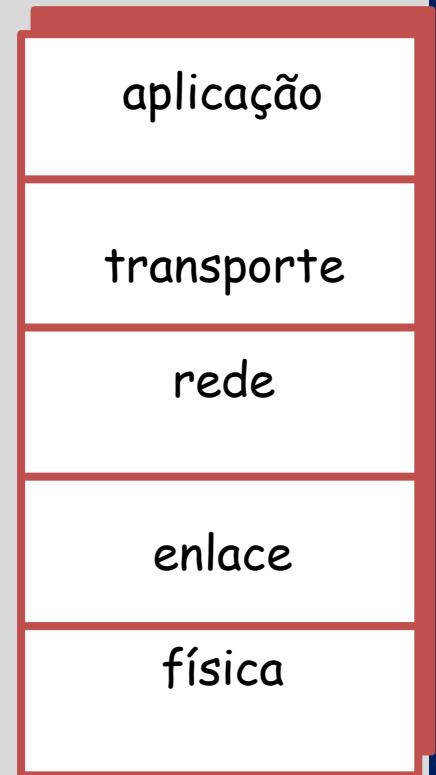 aplicação
transporte
rede
enlace
física